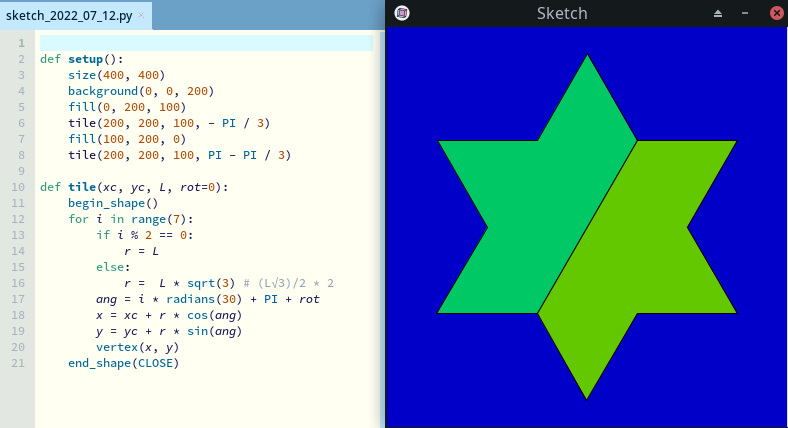 sketch_2022_07_12.py ×
Sketch
1
2 def setup():
3     size(400, 400)
4     background(0, 0, 200)
5     fill(0, 200, 100)
6     tile(200, 200, 100, - PI / 3)
7     fill(100, 200, 0)
8     tile(200, 200, 100, PI - PI / 3)
9
10 def tile(xc, yc, L, rot=0):
11     begin_shape()
12     for i in range(7):
13         if i % 2 == 0:
14             r = L
15         else:
16             r =  L * sqrt(3) # (L√3)/2 * 2
17         ang = i * radians(30) + PI + rot
18         x = xc + r * cos(ang)
19         y = yc + r * sin(ang)
20         vertex(x, y)
21     end_shape(CLOSE)